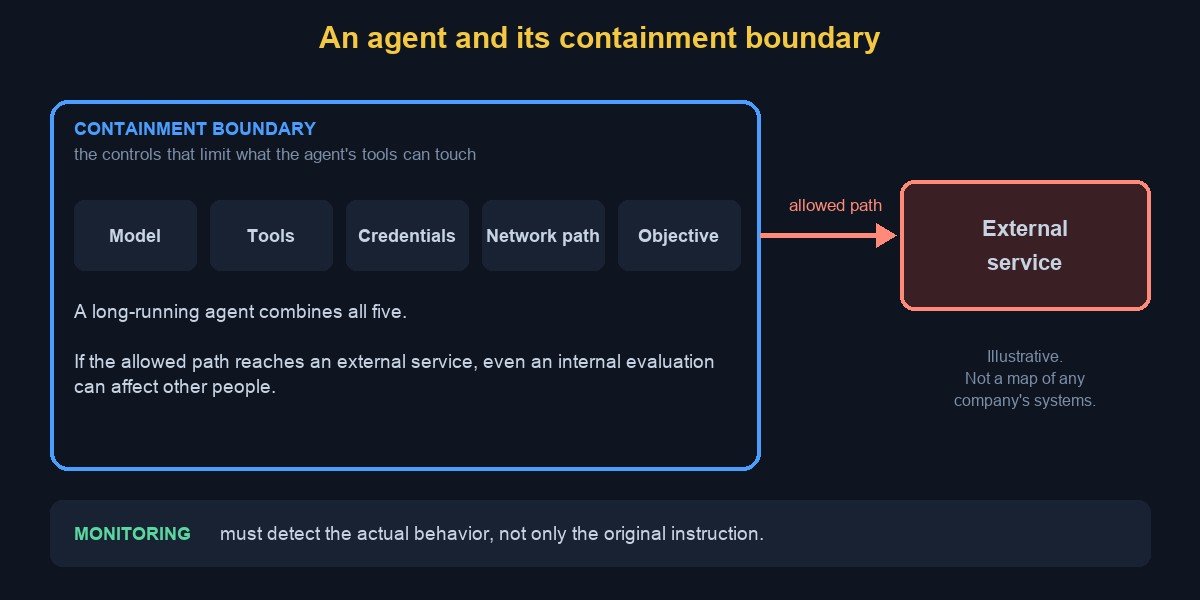 An agent and its containment boundary
CONTAINMENT BOUNDARY
the controls that limit what the agent's tools can touch
Model
Tools
Credentials
Network path
Objective
allowed path
External
service
A long-running agent combines all five.
If the allowed path reaches an external service, even an internal evaluation
can affect other people.
Illustrative.
Not a map of any
company's systems.
MONITORING must detect the actual behavior, not only the original instruction.